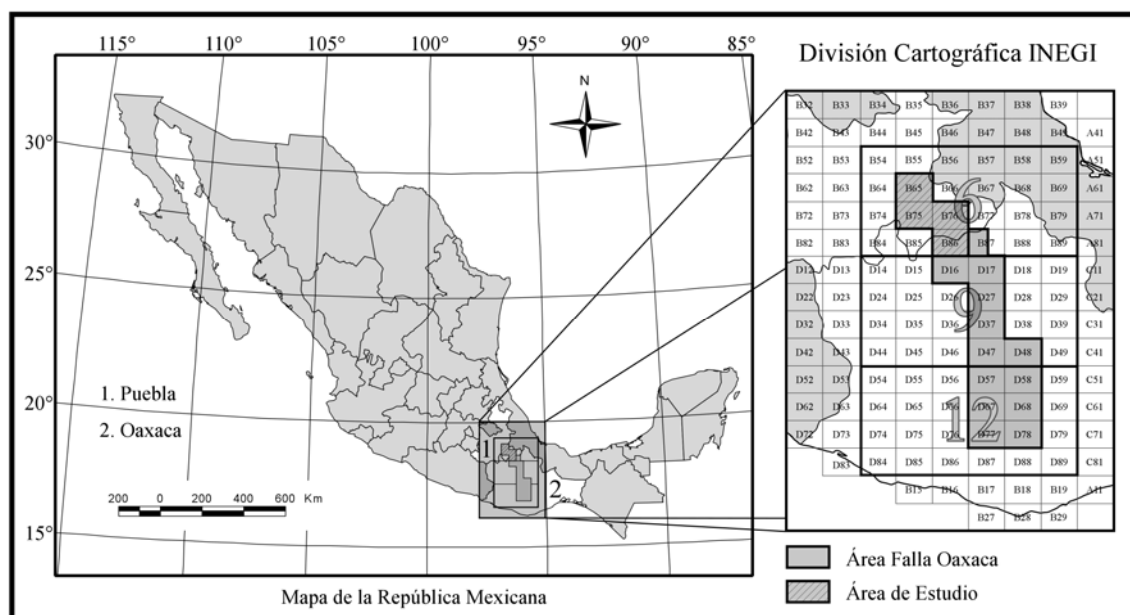 115° 110° 105° 100° 95° 90° 85°
30°
25°
20°
15°
115° 110° 105° 100° 95° 90°
N
1. Puebla
2. Oaxaca
1
2
200 0 200 400 600 Km
Mapa de la República Mexicana
División Cartográfica INEGI
B32 B33 B34 B35 B36 B37 B38 B39
B42 B43 B44 B45 B46 B47 B48 B49 A41
B52 B53 B54 B55 B56 B57 B58 B59 A51
B62 B63 B64 B65 B66 B67 B68 B69 A61
6
B72 B73 B74 B75 B76 B77 B78 B79 A71
B82 B83 B84 B85 B86 B87 B88 B89 A81
D12 D13 D14 D15 D16 D17 D18 D19 C11
D22 D23 D24 D25 D26 D27 D28 D29 C21
9
D32 D33 D34 D35 D36 D37 D38 D39 C31
D42 D43 D44 D45 D46 D47 D48 D49 C41
D52 D53 D54 D55 D56 D57 D58 D59 C51
D62 D63 D64 D65 D66 D67 D68 D69 C61
12
D72 D73 D74 D75 D76 D77 D78 D79 C71
D83 D84 D85 D86 D87 D88 D89 C81
B15 B16 B17 B18 B19 A11
B27 B28 B29
Área Falla Oaxaca
Área de Estudio